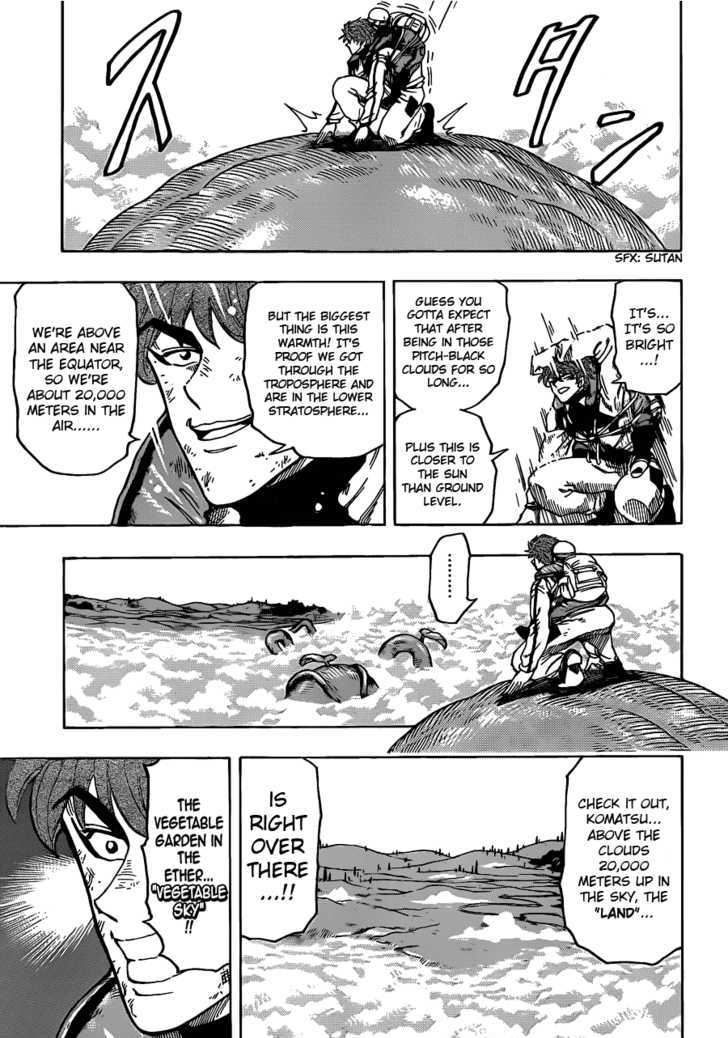 スタン
SFX: SUTAN
IT'S...
IT'S SO
BRIGHT
...!
GUESS YOU
GOTTA EXPECT
THAT AFTER
BEING IN THOSE
PITCH-BLACK
CLOUDS FOR SO
LONG...
PLUS THIS IS
CLOSER TO
THE SUN
THAN GROUND
LEVEL.
BUT THE BIGGEST
THING IS THIS
WARMTH! IT'S
PROOF WE GOT
THROUGH THE
TROPOSPHERE AND
ARE IN THE LOWER
STRATOSPHERE...
WE'RE ABOVE
AN AREA NEAR
THE EQUATOR,
SO WE'RE
ABOUT 20,000
METERS IN THE
AIR......
........
CHECK IT OUT,
KOMATSU...
ABOVE THE
CLOUDS
20,000
METERS UP IN
THE SKY, THE
"LAND"...
IS
RIGHT
OVER
THERE
...!!
THE
VEGETABLE
GARDEN IN
THE
ETHER...
"VEGETABLE
SKY"
!!